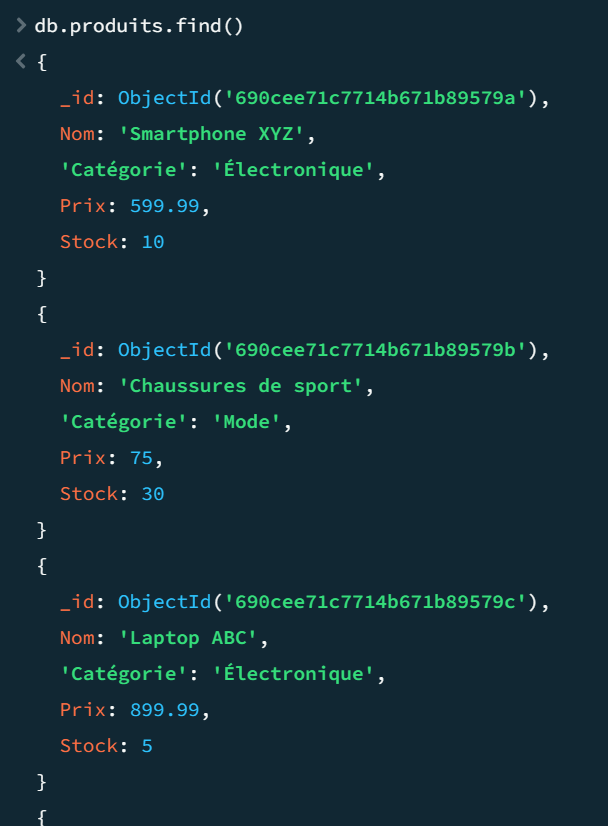 > db.produits.find()
< {
_id: ObjectId('690cee71c7714b671b89579a'),
Nom: 'Smartphone XYZ',
'Catégorie': 'Électronique',
Prix: 599.99,
Stock: 10
}
{
_id: ObjectId('690cee71c7714b671b89579b'),
Nom: 'Chaussures de sport',
'Catégorie': 'Mode',
Prix: 75,
Stock: 30
}
{
_id: ObjectId('690cee71c7714b671b89579c'),
Nom: 'Laptop ABC',
'Catégorie': 'Électronique',
Prix: 899.99,
Stock: 5
}
{